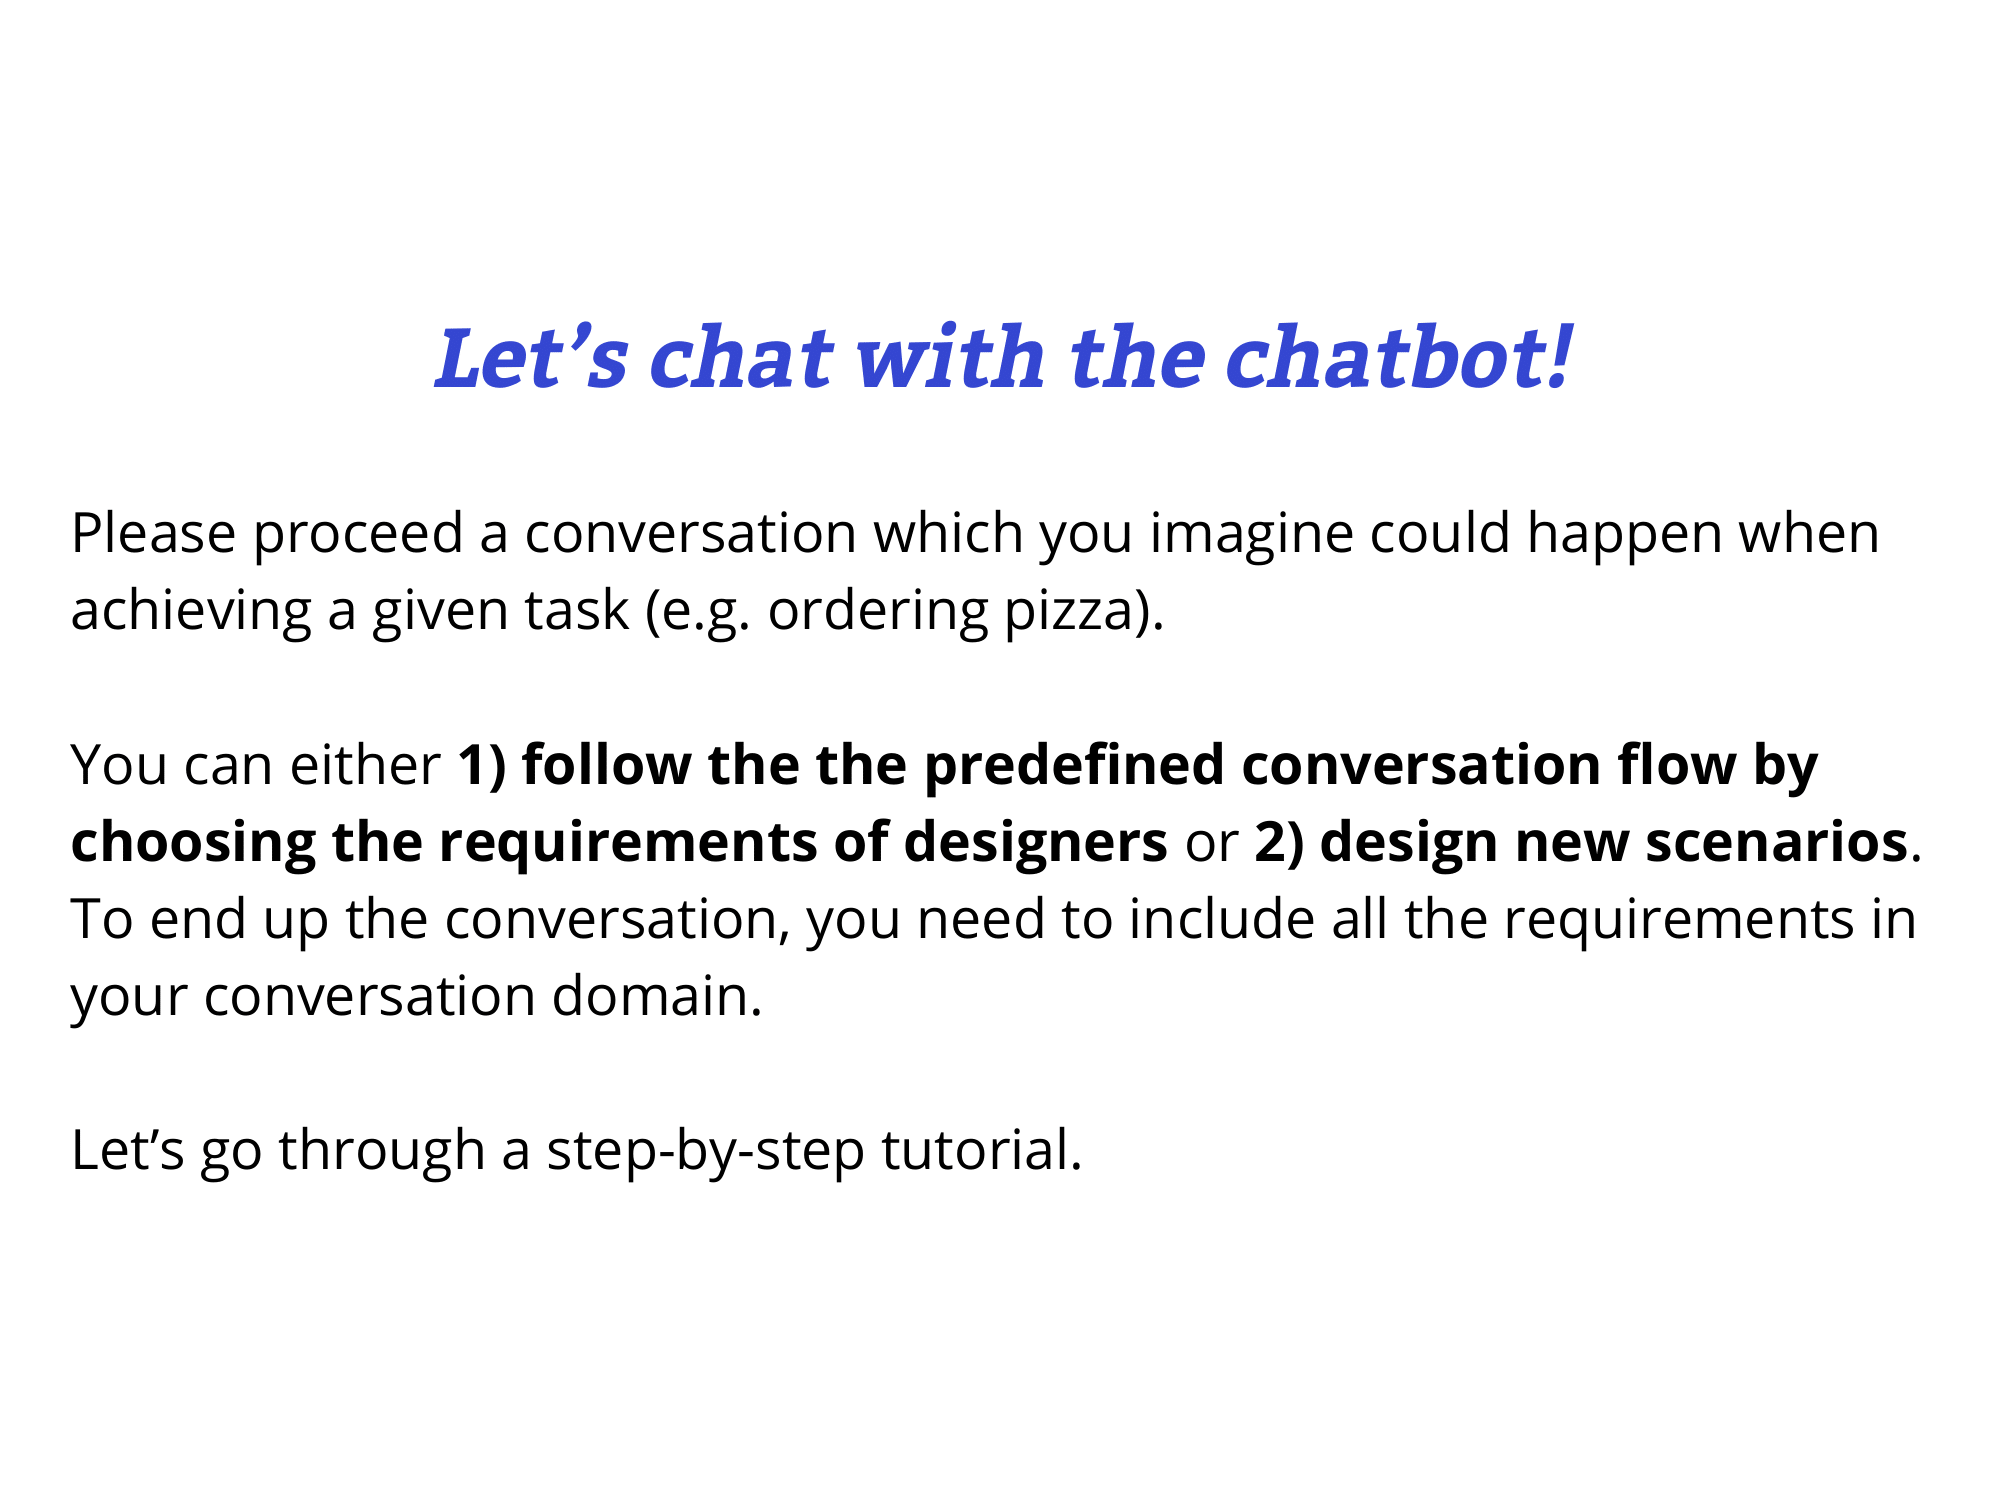 Let’s chat with the chatbot!
Please proceed a conversation which you imagine could happen when
achieving a given task (e.g. ordering pizza).
You can either 1) follow the the predefined conversation flow by
choosing the requirements of designers or 2) design new scenarios.
To end up the conversation, you need to include all the requirements in
your conversation domain.
Let’s go through a step-by-step tutorial.